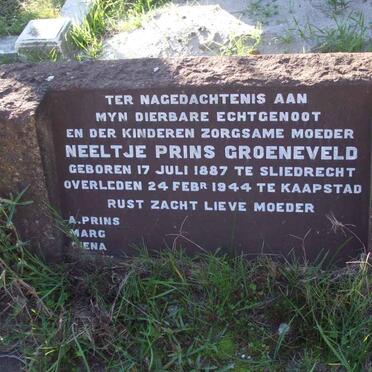 TER NAGEDACHTENIS AAN
MYN DIERBARE ECHTGENOOT
EN DER KINDEREN ZORGSAME MOEDER
NEELTJE PRINS GROENEVELD
GEBOREN 17 JULI 1887 TE SLIEDRECHT
OVERLEDEN 24 FEBR 1944 TE KAAPSTAD
RUST ZACHT LIEVE MOEDER
A. PRINS
MARG